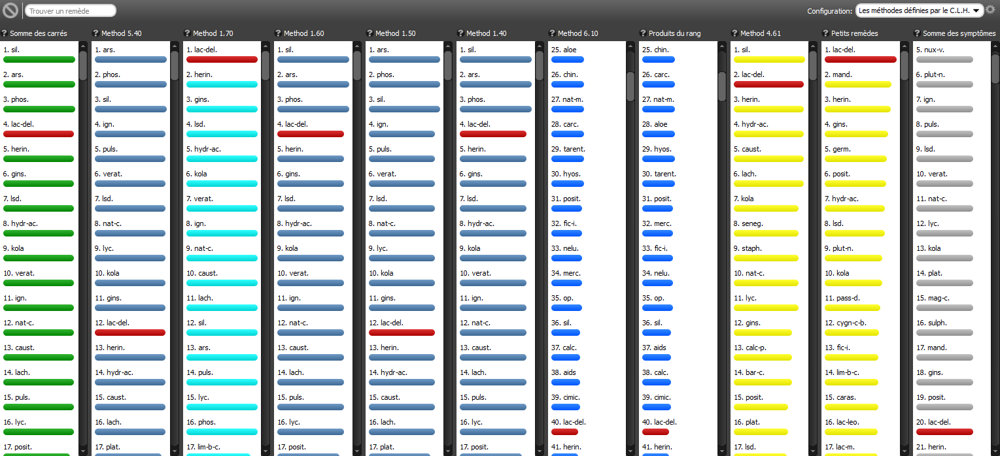 Trouver un remède
Configuration: Les méthodes définies par le C.L.H.
? Somme des carrés ? Method 5.40 ? Method 1.70 ? Method 1.60 ? Method 1.50 ? Method 1.40 ? Method 6.10 ? Produits du rang ? Method 4.61 ? Petits remèdes ? Somme des symptômes
1. sil. 1. ars. 1. lac-del. 1. sil. 1. ars. 1. sil. 25. aloe 25. chin. 1. sil. 1. lac-del. 5. nux-v.
2. ars. 2. phos. 2. herin. 2. ars. 2. phos. 2. ars. 26. chin. 26. carc. 2. lac-del. 2. mand. 6. plut-n.
3. phos. 3. sil. 3. gins. 3. phos. 3. sil. 3. phos. 27. nat-m. 27. nat-m. 3. herin. 3. herin. 7. ign.
4. lac-del. 4. ign. 4. lsd. 4. lac-del. 4. ign. 4. lac-del. 28. carc. 28. aloe 4. hydr-ac. 4. gins. 8. puls.
5. herin. 5. puls. 5. hydr-ac. 5. herin. 5. puls. 5. herin. 29. tarent. 29. hyos. 5. caust. 5. germ. 9. lsd.
6. gins. 6. verat. 6. kola 6. gins. 6. verat. 6. gins. 30. hyos. 30. tarent. 6. lach. 6. posit. 10. verat.
7. lsd. 7. lsd. 7. verat. 7. lsd. 7. lsd. 7. lsd. 31. posit. 31. posit. 7. kola 7. hydr-ac. 11. nat-c.
8. hydr-ac. 8. nat-c. 8. ign. 8. hydr-ac. 8. nat-c. 8. hydr-ac. 32. fic-i. 32. merc. 8. seneg. 8. lsd. 12. lyc.
9. kola 9. lyc. 9. nat-c. 9. kola 9. lyc. 9. kola 33. nelu. 33. fic-i. 9. staph. 9. plut-n. 13. kola
10. verat. 10. kola 10. caust. 10. verat. 10. kola 10. verat. 34. merc. 34. nelu. 10. nat-c. 10. kola 14. plat.
11. ign. 11. gins. 11. lach. 11. ign. 11. gins. 11. ign. 35. op. 35. op. 11. lyc. 11. pass-d. 15. mag-c.
12. nat-c. 12. lac-del. 12. sil. 12. nat-c. 12. lac-del. 12. nat-c. 36. sil. 36. sil. 12. gins. 12. cygn-c-b. 16. sulph.
13. caust. 13. herin. 13. ars. 13. caust. 13. herin. 13. caust. 37. calc. 37. aids 13. calc-p. 13. fic-i. 17. mand.
14. lach. 14. hydr-ac. 14. puls. 14. lach. 14. hydr-ac. 14. lach. 38. aids 38. calc. 14. bar-c. 14. lim-b-c. 18. gins.
15. puls. 15. caust. 15. lyc. 15. puls. 15. caust. 15. puls. 39. cimic. 39. cimic. 15. posit. 15. caras. 19. posit.
16. lyc. 16. lach. 16. phos. 16. lyc. 16. lach. 16. lyc. 40. lac-del. 40. lac-del. 16. plat. 16. lac-leo. 20. lac-del.
17. posit. 17. plat. 17. lim-b-c. 17. posit. 17. plat. 17. posit. 41. herin. 41. herin. 17. lsd. 17. lac-m. 21. herin.